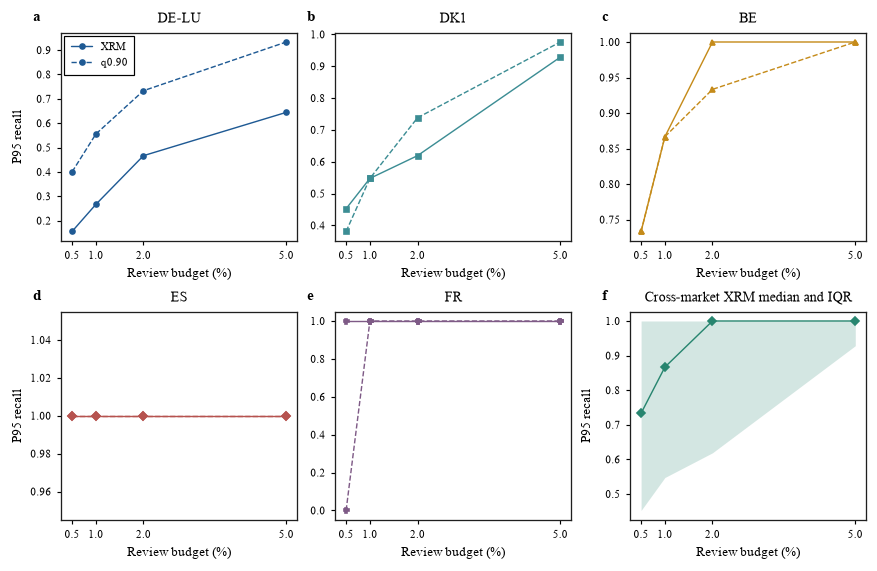 a DE-LU
XRM
q0.90
0.9
0.8
0.7
0.6
0.5
0.4
0.3
0.2
P95 recall
0.5 1.0 2.0 5.0
Review budget (%)
b DK1
1.0
0.9
0.8
0.7
0.6
0.5
0.4
0.5 1.0 2.0 5.0
Review budget (%)
c BE
1.00
0.95
0.90
0.85
0.80
0.75
0.5 1.0 2.0 5.0
Review budget (%)
d ES
1.04
1.02
1.00
0.98
0.96
P95 recall
0.5 1.0 2.0 5.0
Review budget (%)
e FR
1.0
0.8
0.6
0.4
0.2
0.0
0.5 1.0 2.0 5.0
Review budget (%)
f Cross-market XRM median and IQR
1.0
0.9
0.8
0.7
0.6
0.5
P95 recall
0.5 1.0 2.0 5.0
Review budget (%)